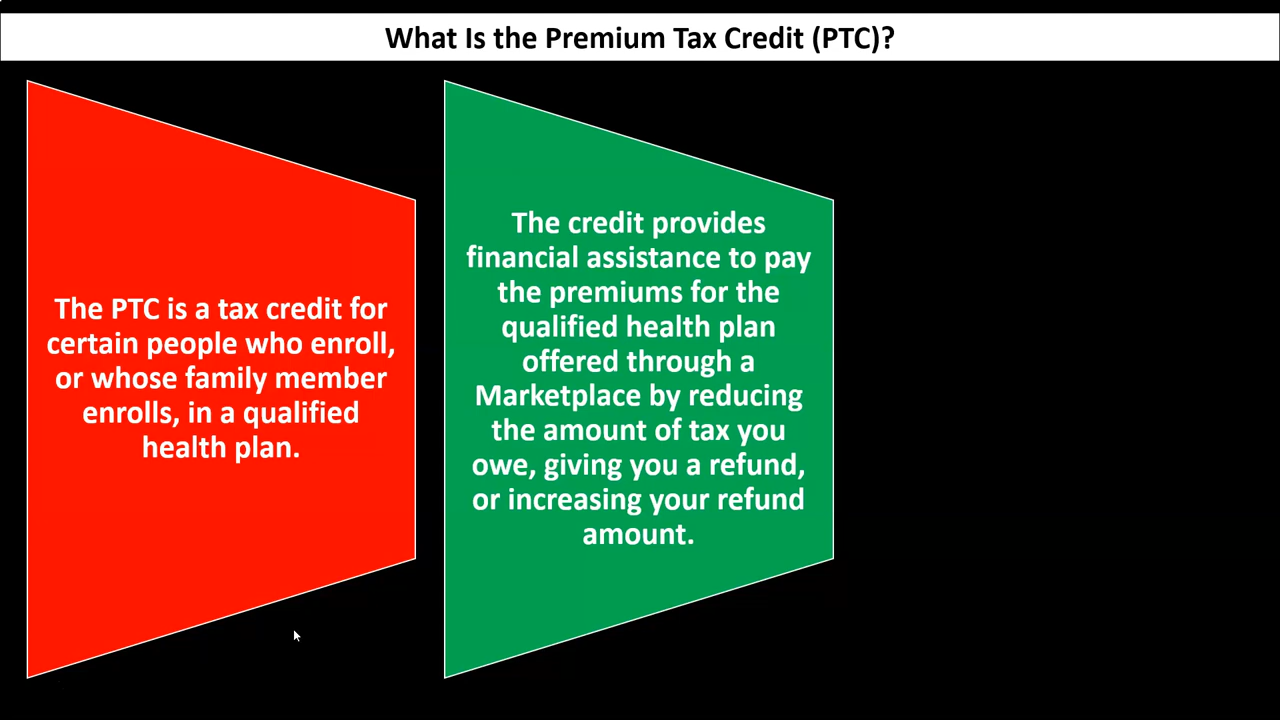 What Is the Premium Tax Credit (PTC)?
The PTC is a tax credit for
certain people who enroll,
or whose family member
enrolls, in a qualified
health plan.
The credit provides
financial assistance to pay
the premiums for the
qualified health plan
offered through a
Marketplace by reducing
the amount of tax you
owe, giving you a refund,
or increasing your refund
amount.